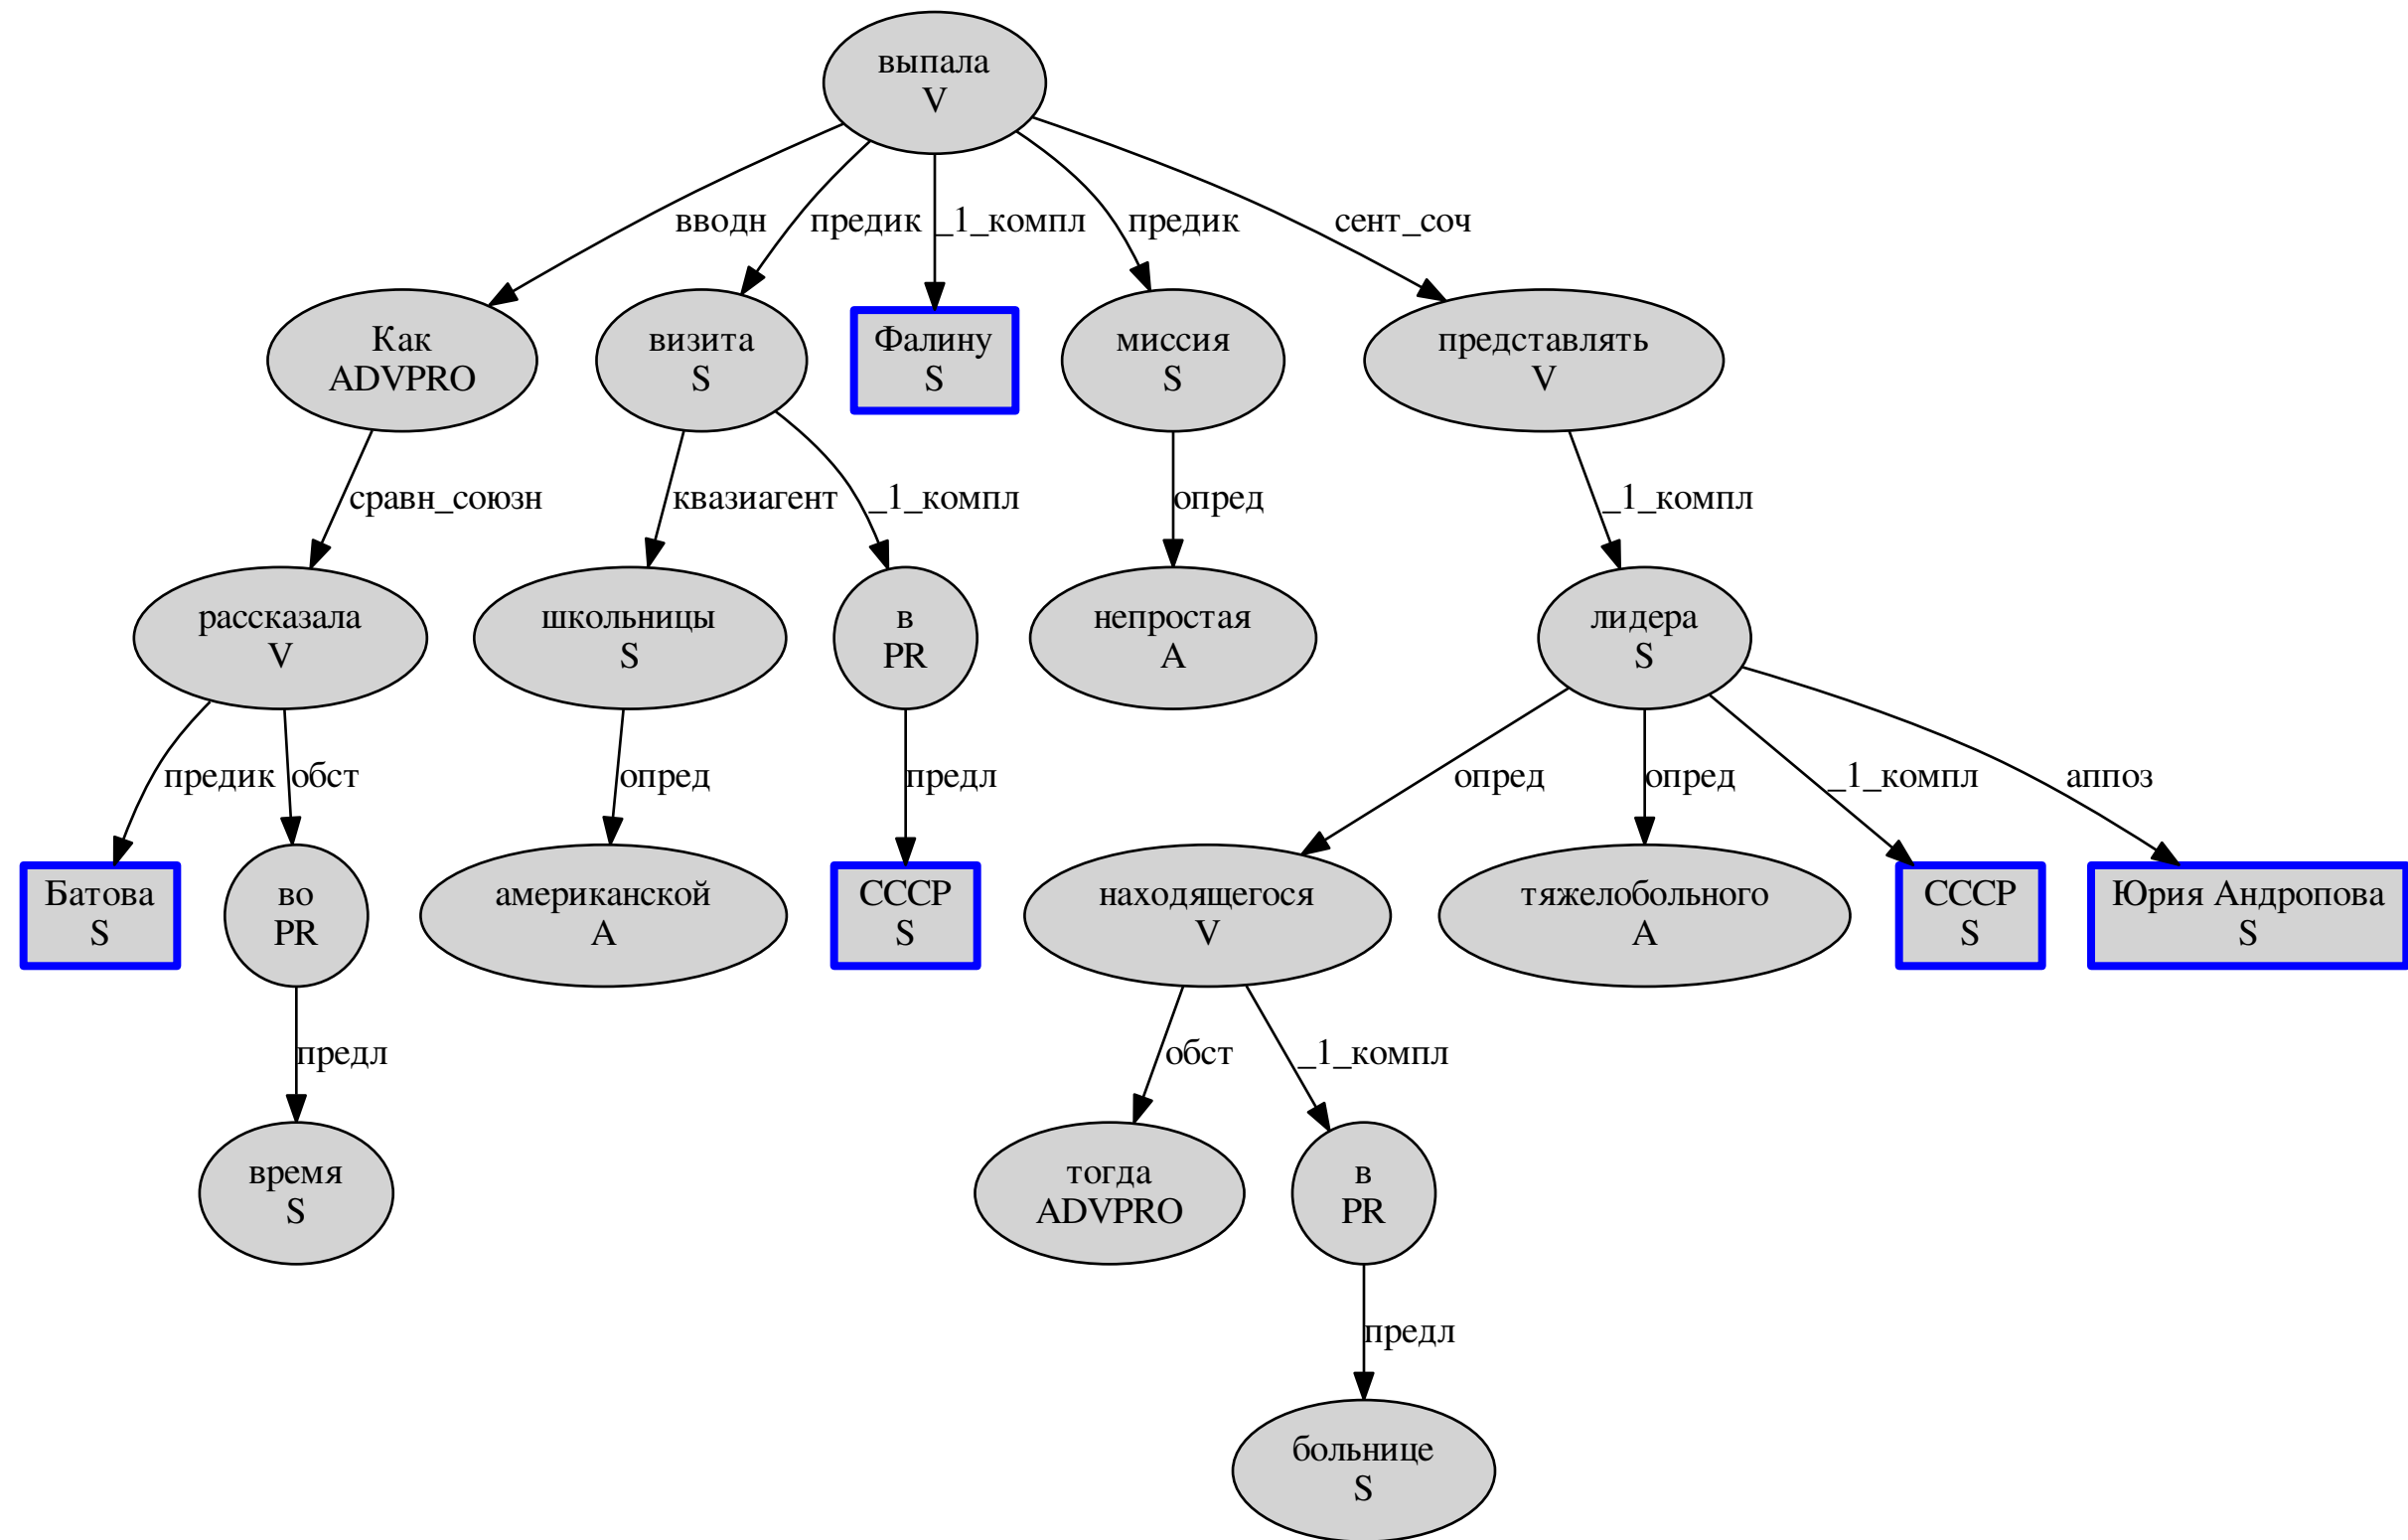 выпала
V
вводн
предик
_1_компл
предик
сент_соч
Как
ADVPRO
визита
S
Фалину
S
миссия
S
представлять
V
сравн_союзн
квазиагент
_1_компл
опред
_1_компл
рассказала
V
школьницы
S
в
PR
непростая
A
лидера
S
предик
обст
опред
предл
опред
опред
_1_компл
аппоз
Батова
S
во
PR
американской
A
СССР
S
находящегося
V
тяжелобольного
A
СССР
S
Юрия Андропова
S
предл
обст
_1_компл
время
S
тогда
ADVPRO
в
PR
предл
больнице
S